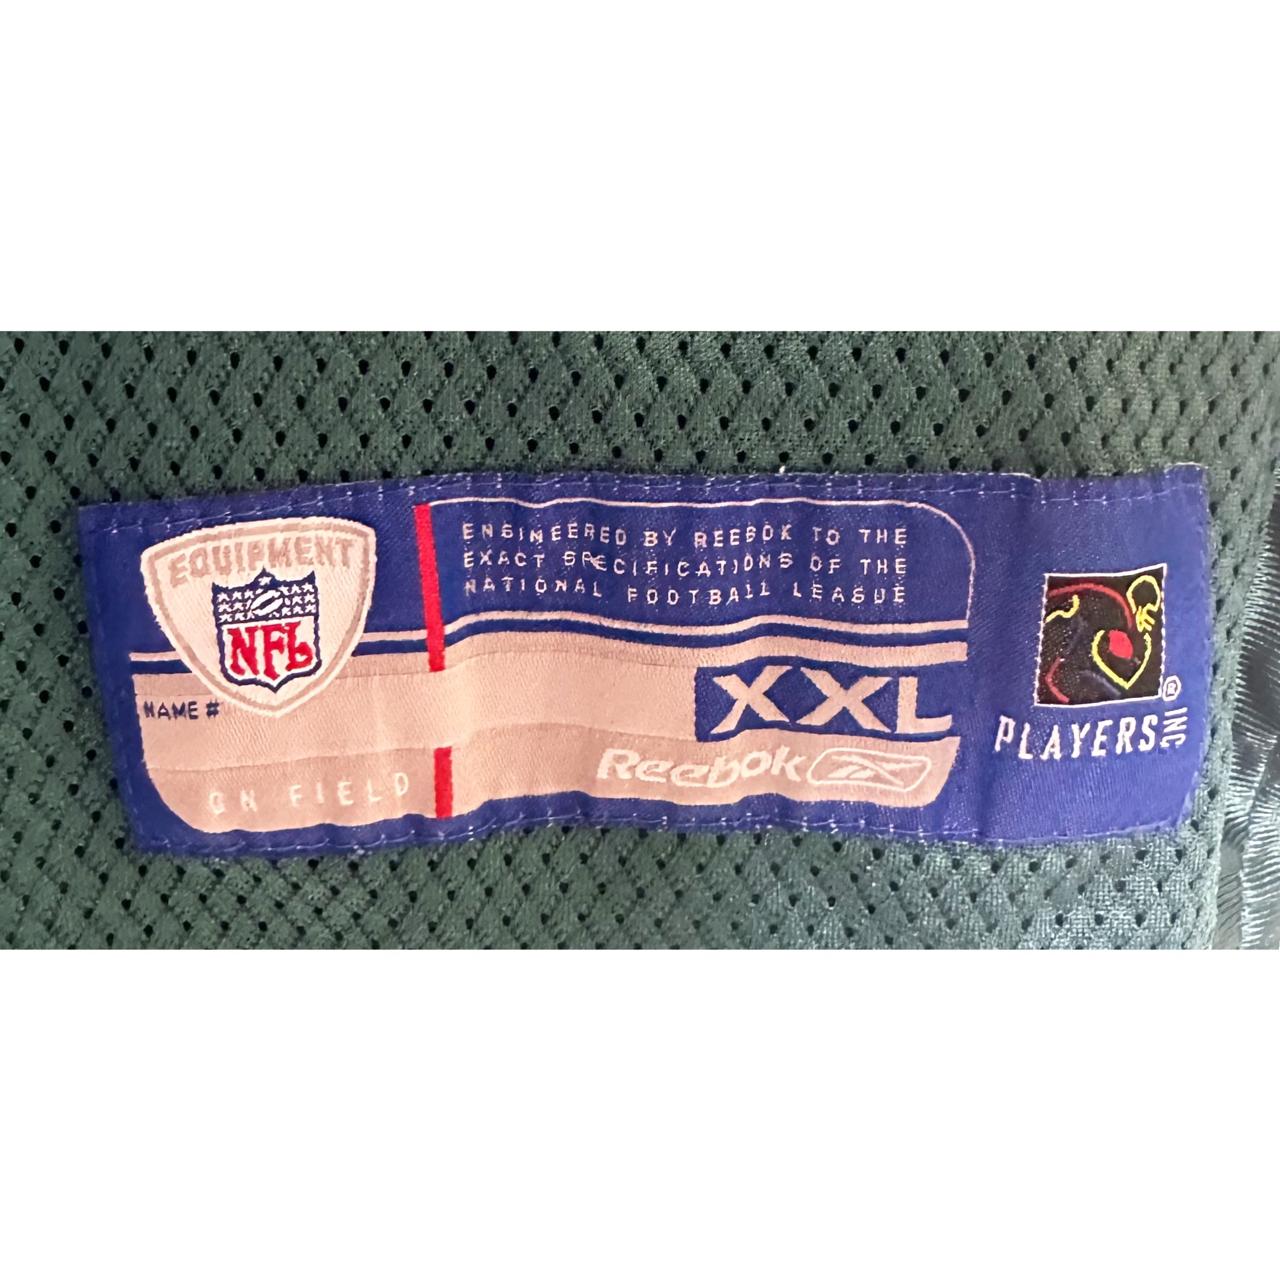 EQUIPMENT
NFL
ENGINEERED BY REEBOK TO THE
EXACT SPECIFICATIONS OF THE
NATIONAL FOOTBALL LEAGUE
NAME #
XXL
Reebok
ON FIELD
PLAYERS INC ®